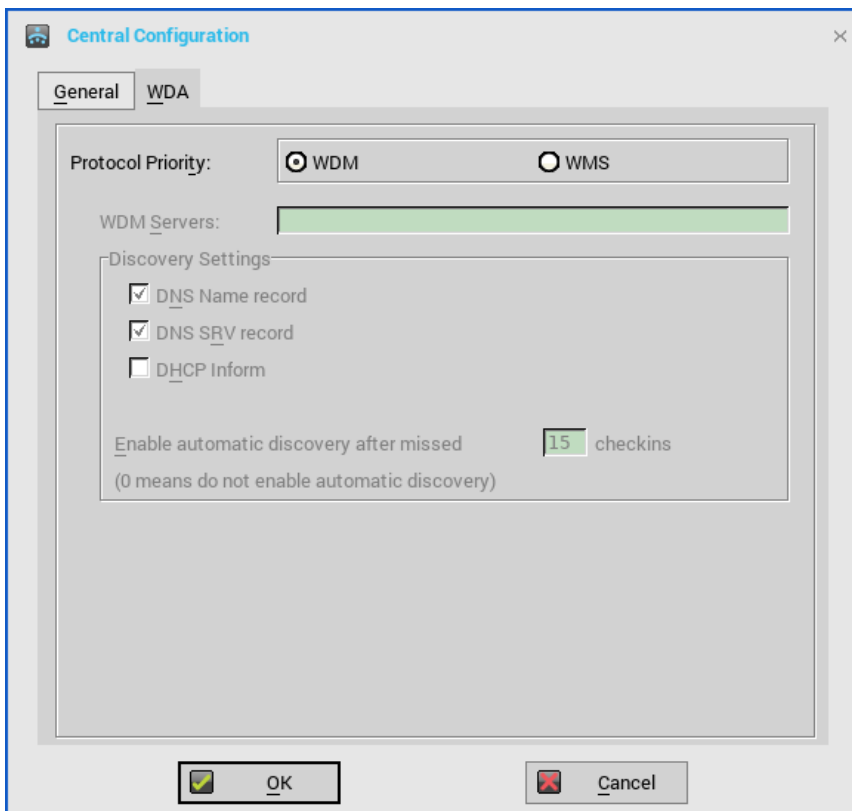 Central Configuration
General WDA
Protocol Priority: WDM WMS
WDM Servers:
Discovery Settings
DNS Name record
DNS SRV record
DHCP Inform
Enable automatic discovery after missed 15 checkins
(0 means do not enable automatic discovery)
OK Cancel